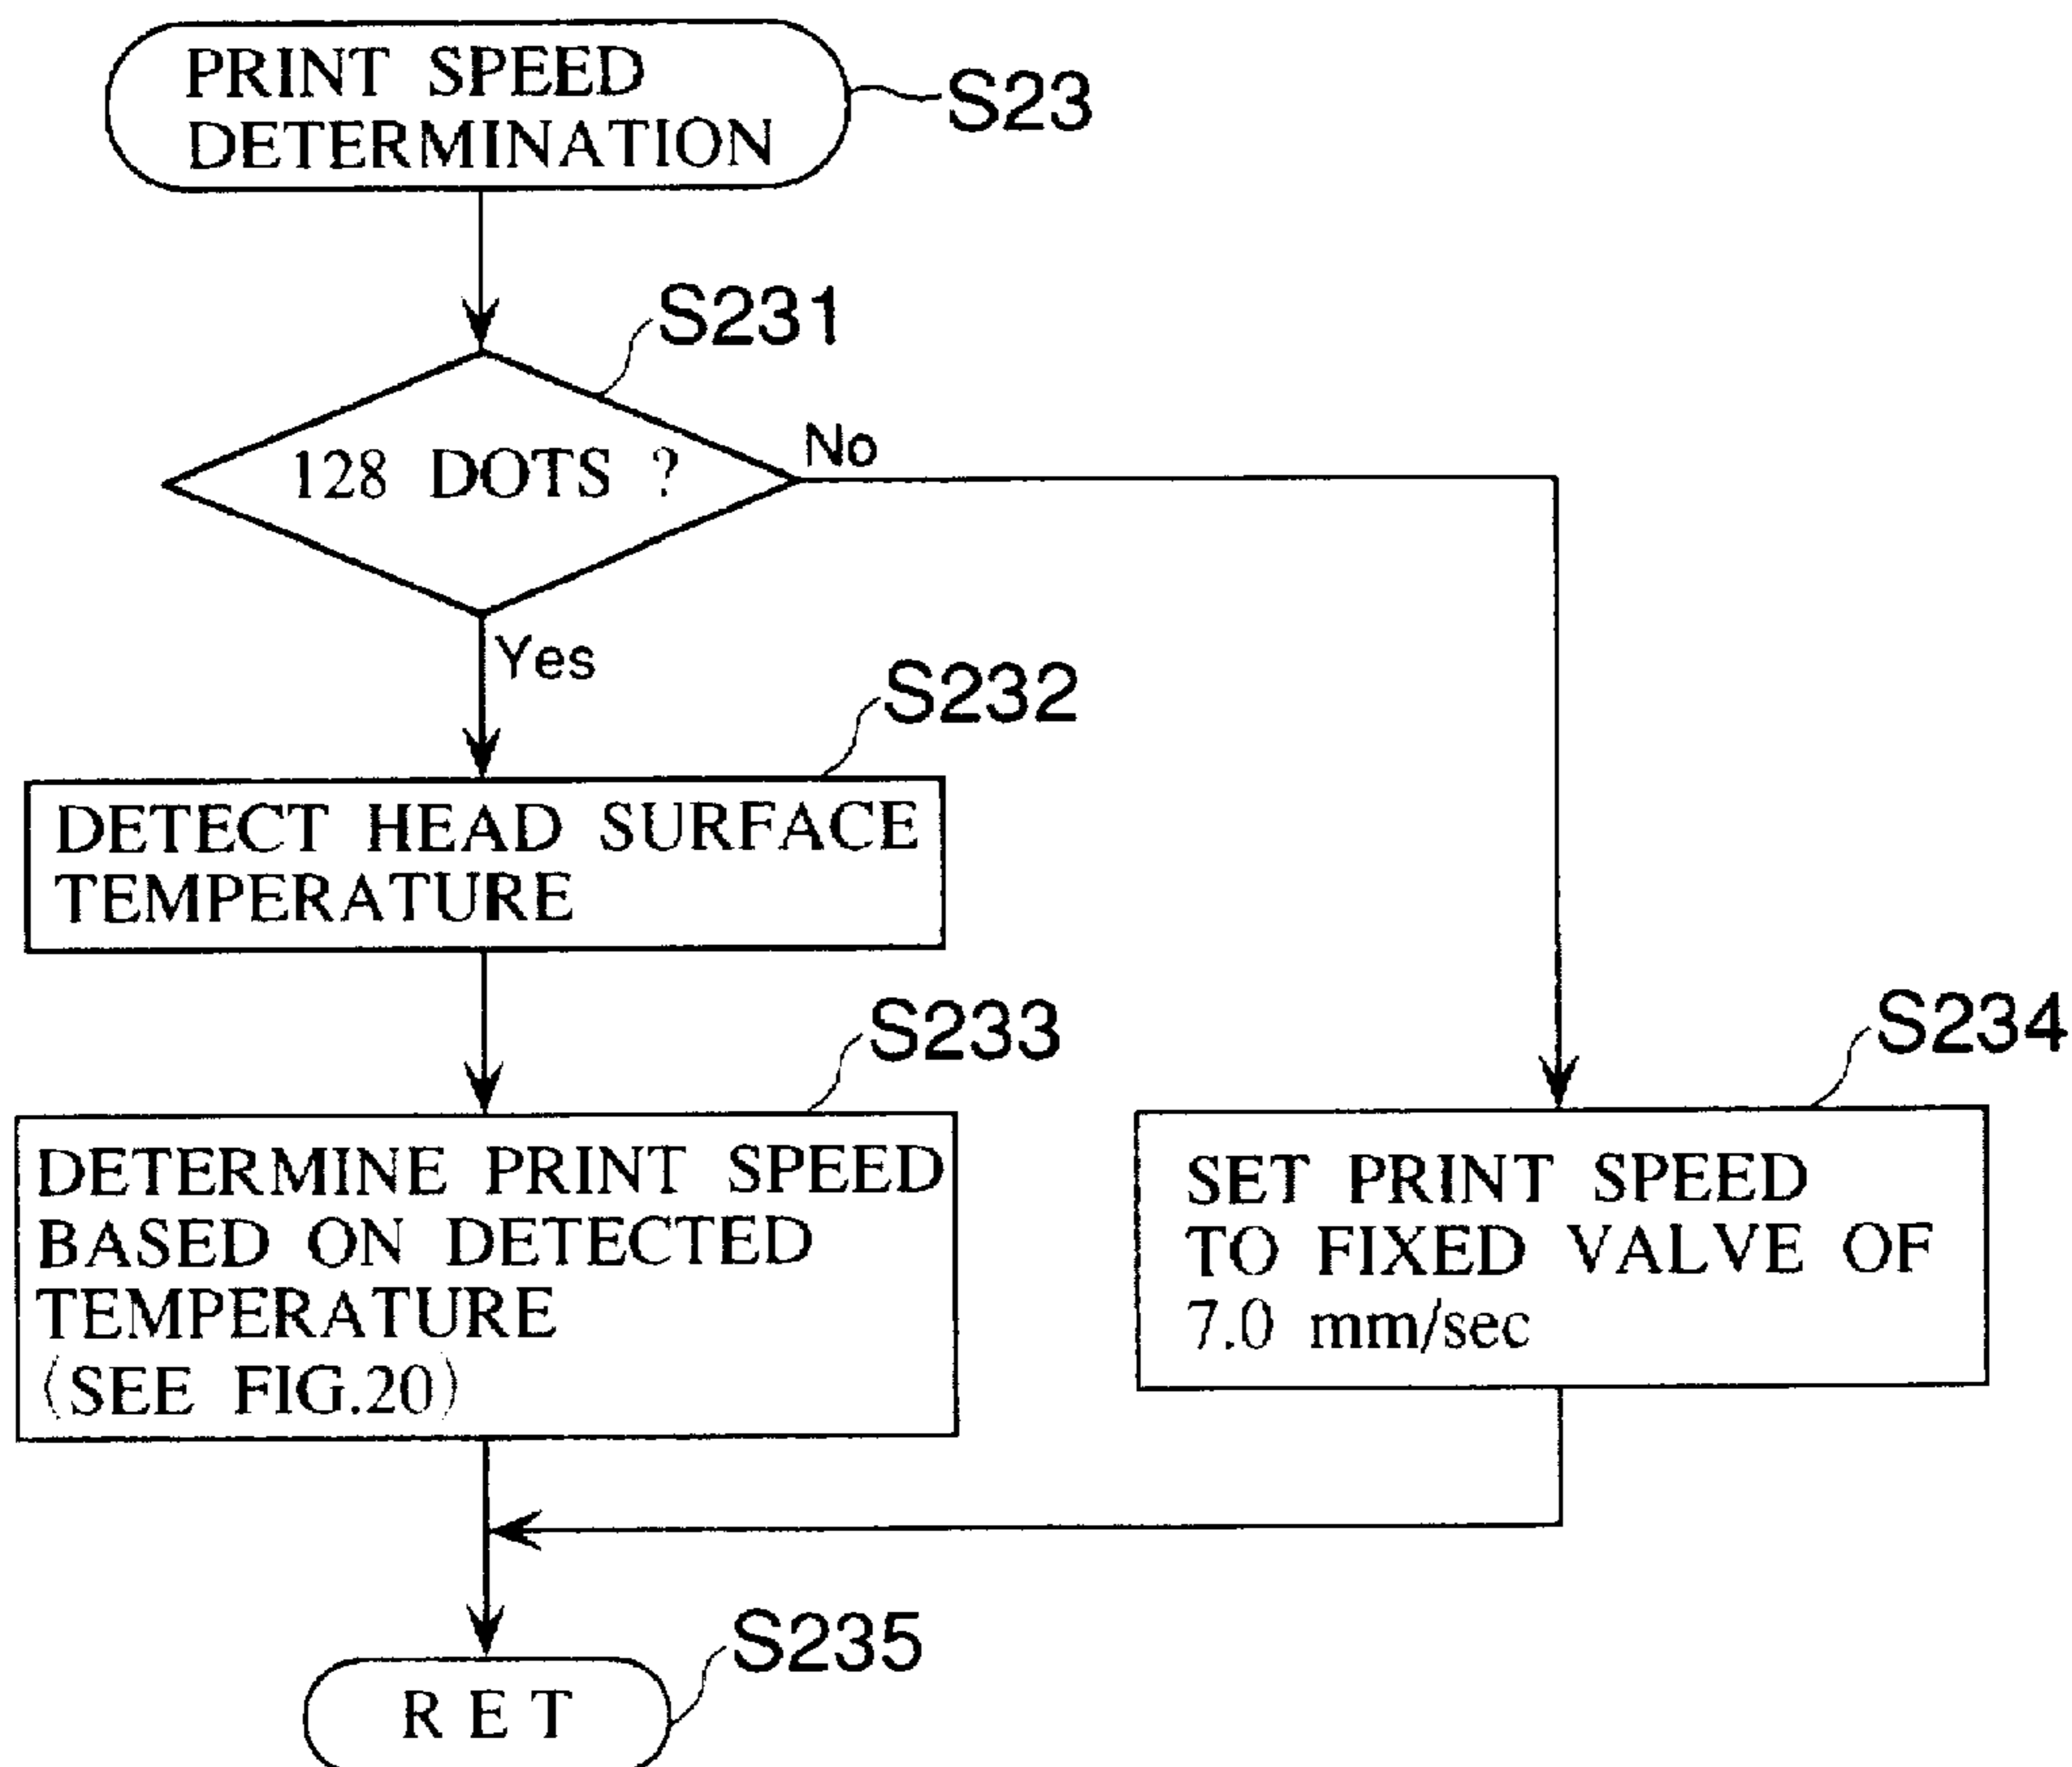 PRINT SPEED
DETERMINATION
S23
S231
128 DOTS ?
No
Yes
S232
DETECT HEAD SURFACE
TEMPERATURE
S233
DETERMINE PRINT SPEED
BASED ON DETECTED
TEMPERATURE
(SEE FIG.20)
S234
SET PRINT SPEED
TO FIXED VALVE OF
7.0 mm/sec
S235
RET